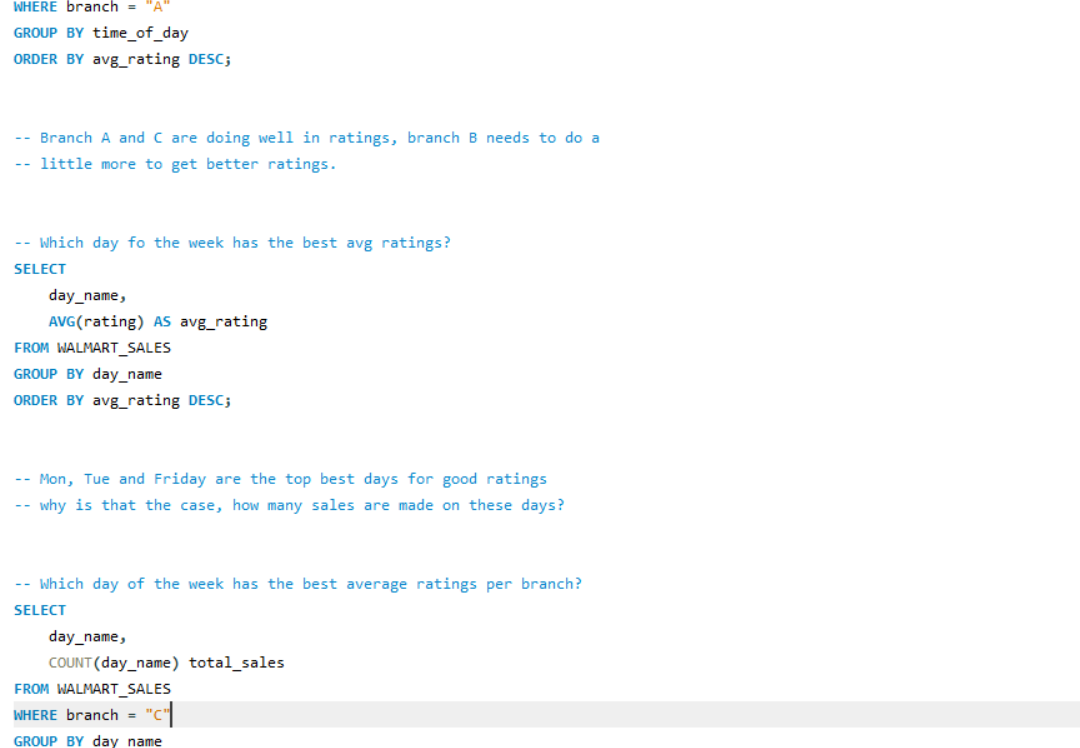 WHERE branch = "A"
GROUP BY time_of_day
ORDER BY avg_rating DESC;
-- Branch A and C are doing well in ratings, branch B needs to do a
-- little more to get better ratings.
-- Which day fo the week has the best avg ratings?
SELECT
    day_name,
    AVG(rating) AS avg_rating
FROM WALMART_SALES
GROUP BY day_name
ORDER BY avg_rating DESC;
-- Mon, Tue and Friday are the top best days for good ratings
-- why is that the case, how many sales are made on these days?
-- Which day of the week has the best average ratings per branch?
SELECT
    day_name,
    COUNT(day_name) total_sales
FROM WALMART_SALES
WHERE branch = "C"
GROUP BY day_name